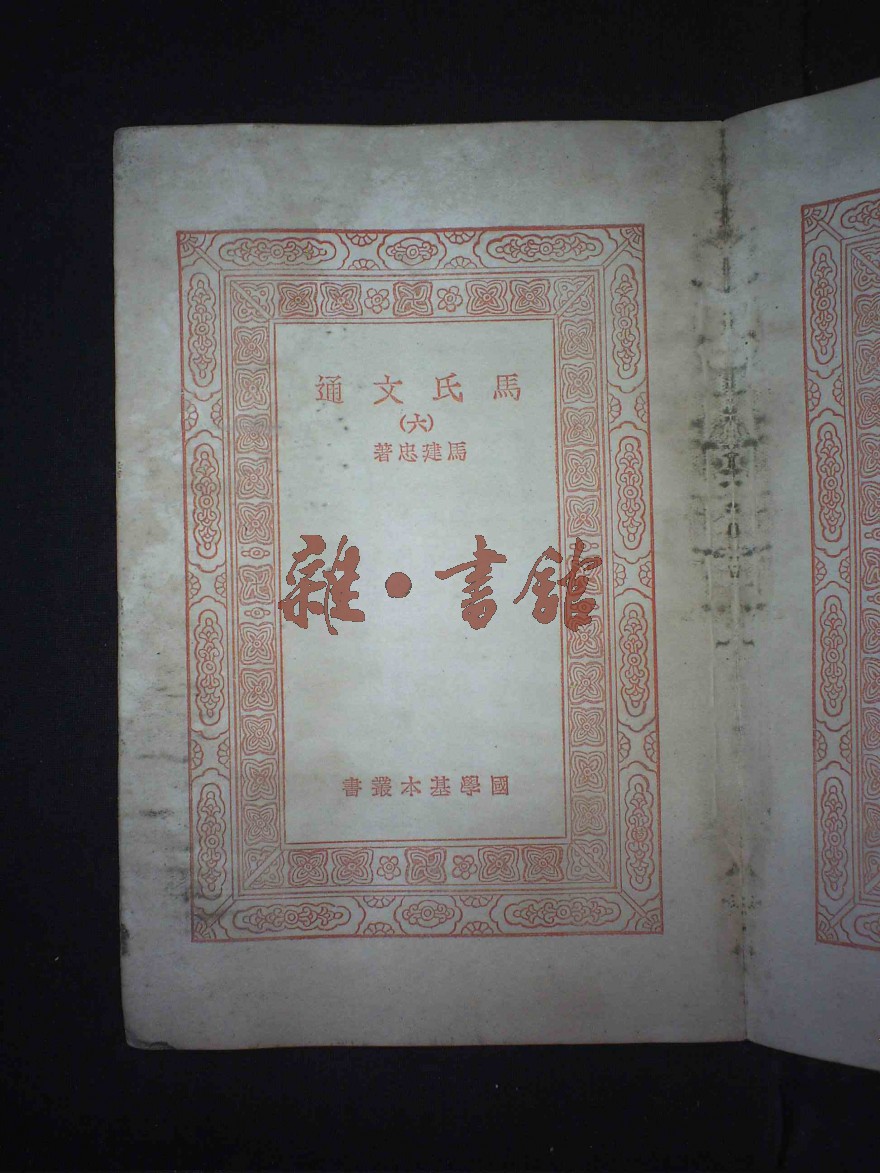 馬氏文通
(六)
馬建忠著
雜•書館
國學基本叢書